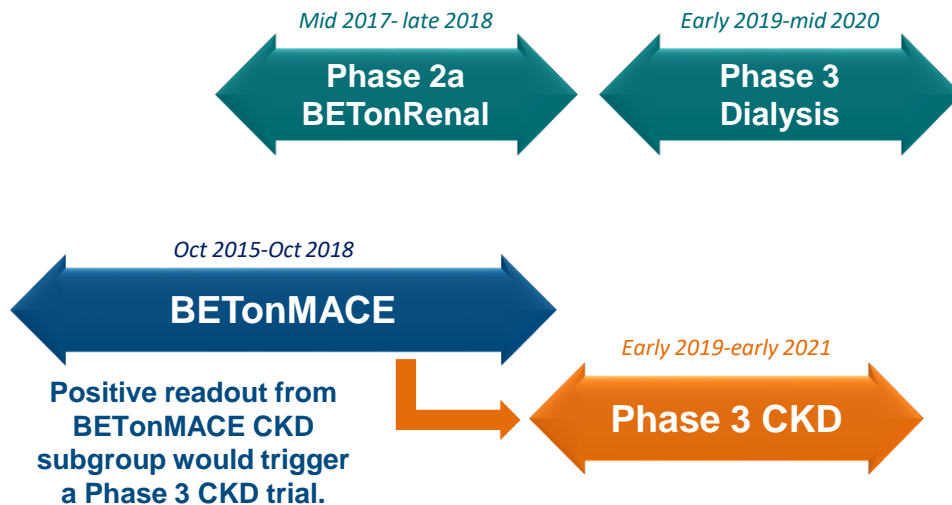 Mid 2017- late 2018
Early 2019-mid 2020
Phase 2a
BETonRenal
Phase 3
Dialysis
Oct 2015-Oct 2018
BETonMACE
Early 2019-early 2021
Phase 3 CKD
Positive readout from
BETonMACE CKD
subgroup would trigger
a Phase 3 CKD trial.